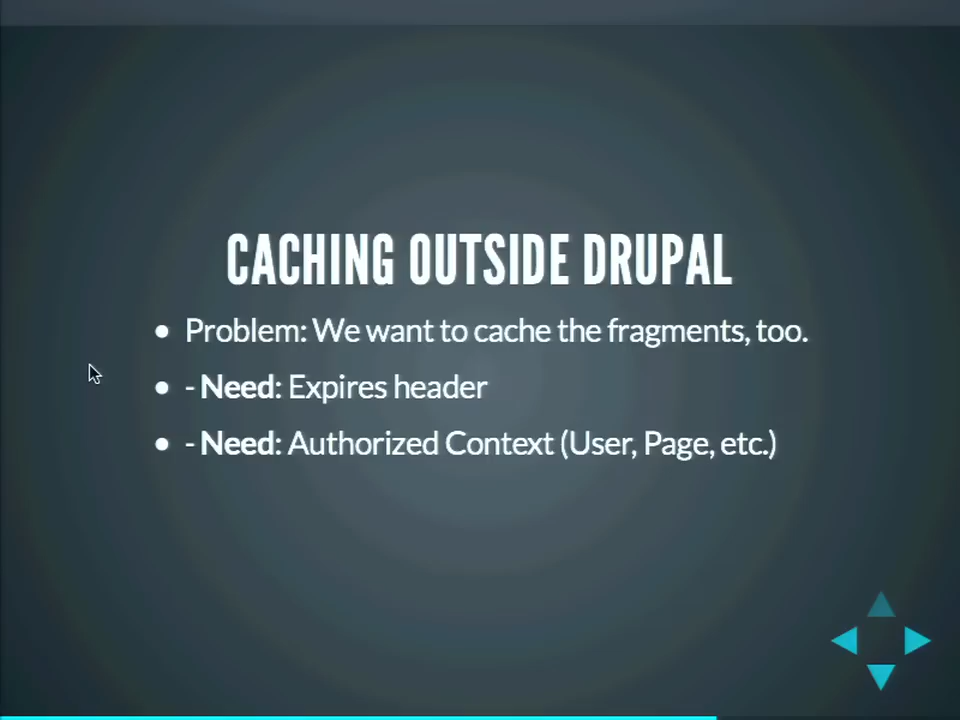 CACHING OUTSIDE DRUPAL
• Problem: We want to cache the fragments, too.
• - Need: Expires header
• - Need: Authorized Context (User, Page, etc.)